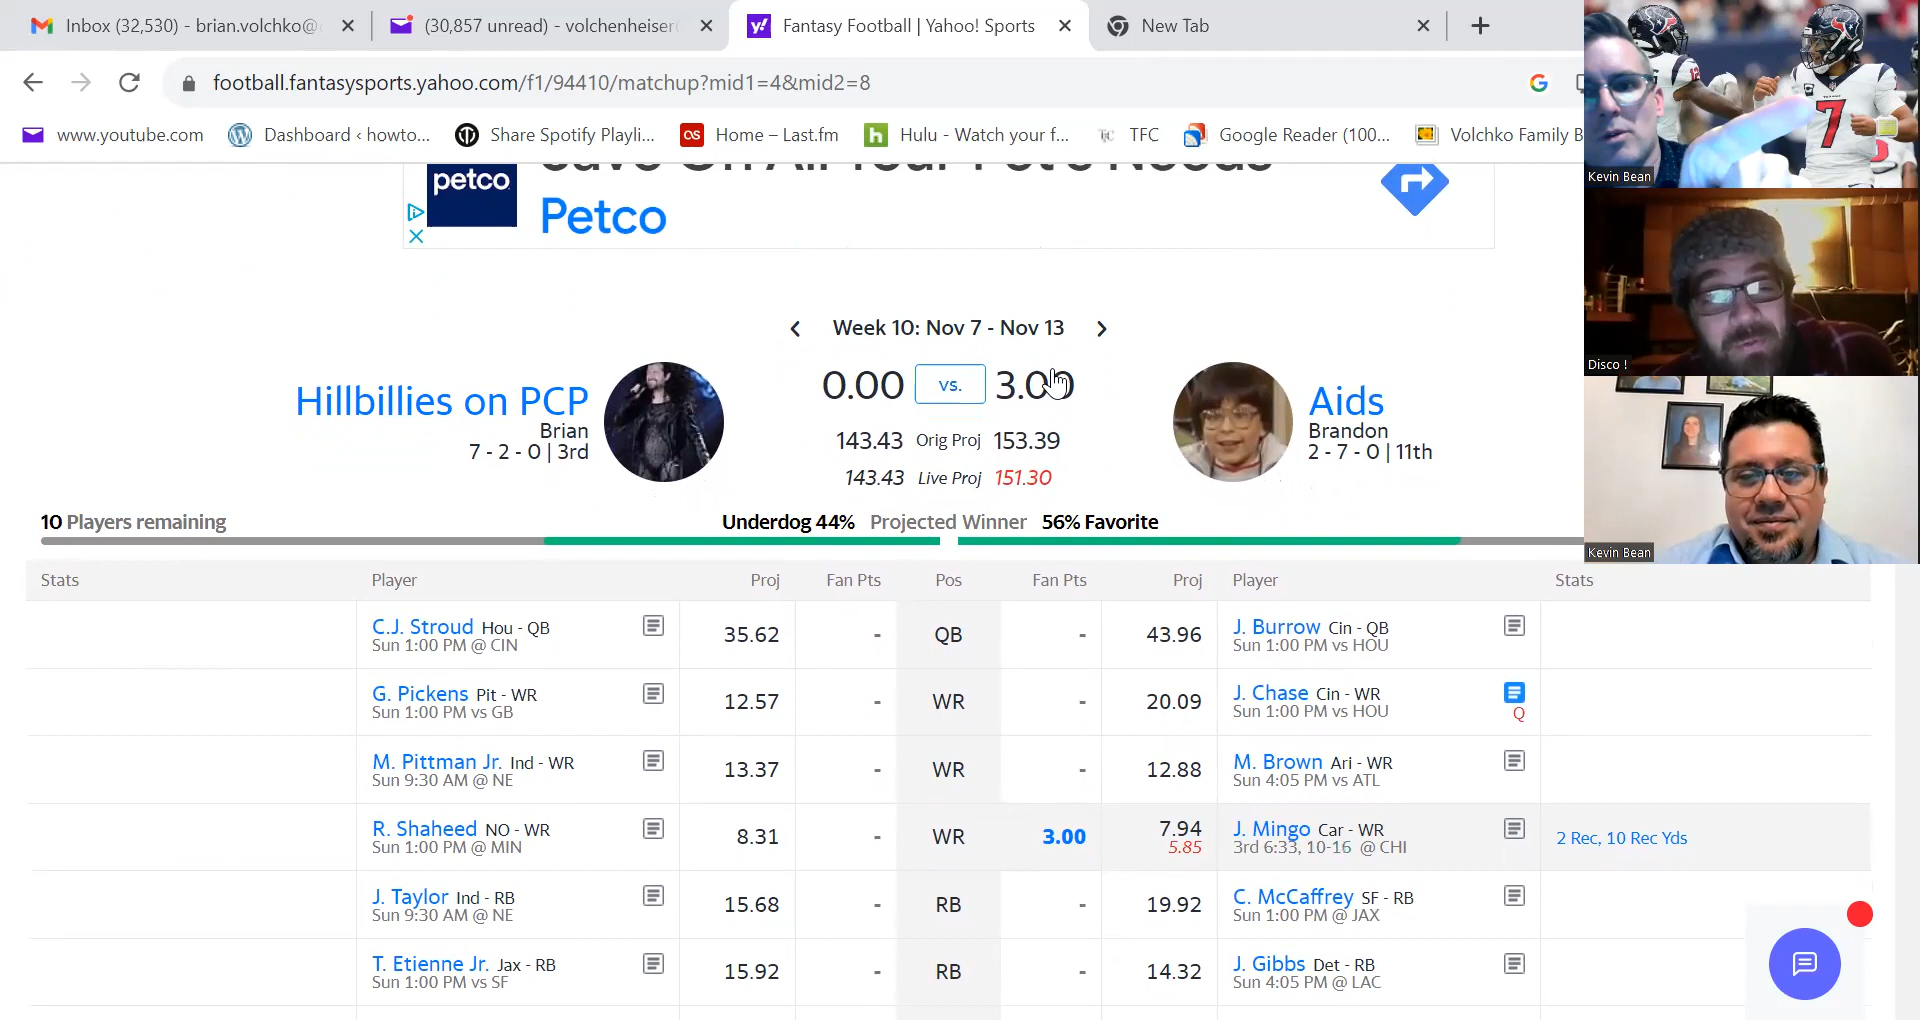 Inbox (32,530) - brian.volchko@
(30,857 unread) - volchenheiser
Fantasy Football | Yahoo! Sports
New Tab
football.fantasysports.yahoo.com/f1/94410/matchup?mid1=4&mid2=8
www.youtube.com
Dashboard ‹ howto...
Share Spotify Playli...
Home – Last.fm
Hulu - Watch your f...
TFC
Google Reader (100...
Volchko Family B
petco
Save On All Your Pet's Needs
Petco
Week 10: Nov 7 - Nov 13
Hillbillies on PCP
Brian
7 - 2 - 0 | 3rd
0.00 vs. 3.00
143.43 Orig Proj 153.39
143.43 Live Proj 151.30
Aids
Brandon
2 - 7 - 0 | 11th
10 Players remaining
Underdog 44% Projected Winner 56% Favorite
Stats Player Proj Fan Pts Pos Fan Pts Proj Player Stats
C.J. Stroud Hou - QB 35.62 - QB - 43.96 J. Burrow Cin - QB
Sun 1:00 PM @ CIN Sun 1:00 PM vs HOU
G. Pickens Pit - WR 12.57 - WR - 20.09 J. Chase Cin - WR
Sun 1:00 PM vs GB Sun 1:00 PM vs HOU Q
M. Pittman Jr. Ind - WR 13.37 - WR - 12.88 M. Brown Ari - WR
Sun 9:30 AM @ NE Sun 4:05 PM vs ATL
R. Shaheed NO - WR 8.31 - WR 3.00 7.94 J. Mingo Car - WR 2 Rec, 10 Rec Yds
Sun 1:00 PM @ MIN 5.85 3rd 6:33, 10-16 @ CHI
J. Taylor Ind - RB 15.68 - RB - 19.92 C. McCaffrey SF - RB
Sun 9:30 AM @ NE Sun 1:00 PM @ JAX
T. Etienne Jr. Jax - RB 15.92 - RB - 14.32 J. Gibbs Det - RB
Sun 1:00 PM vs SF Sun 4:05 PM @ LAC
12
7
Kevin Bean
Disco !
Kevin Bean